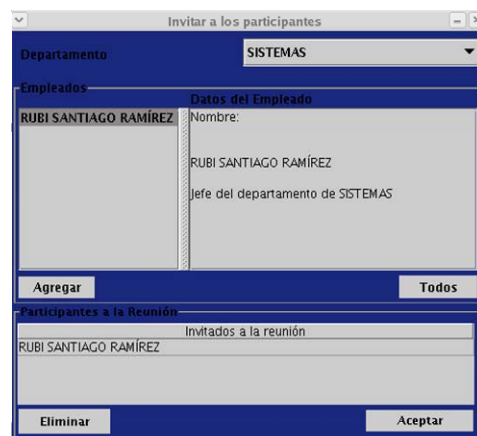 Invitar a los participantes
Departamento
SISTEMAS
Empleados
Datos del Empleado
RUBI SANTIAGO RAMÍREZ
Nombre:
RUBI SANTIAGO RAMÍREZ
Jefe del departamento de SISTEMAS
Agregar
Todos
Participantes a la Reunión
Invitados a la reunión
RUBI SANTIAGO RAMÍREZ
Eliminar
Aceptar